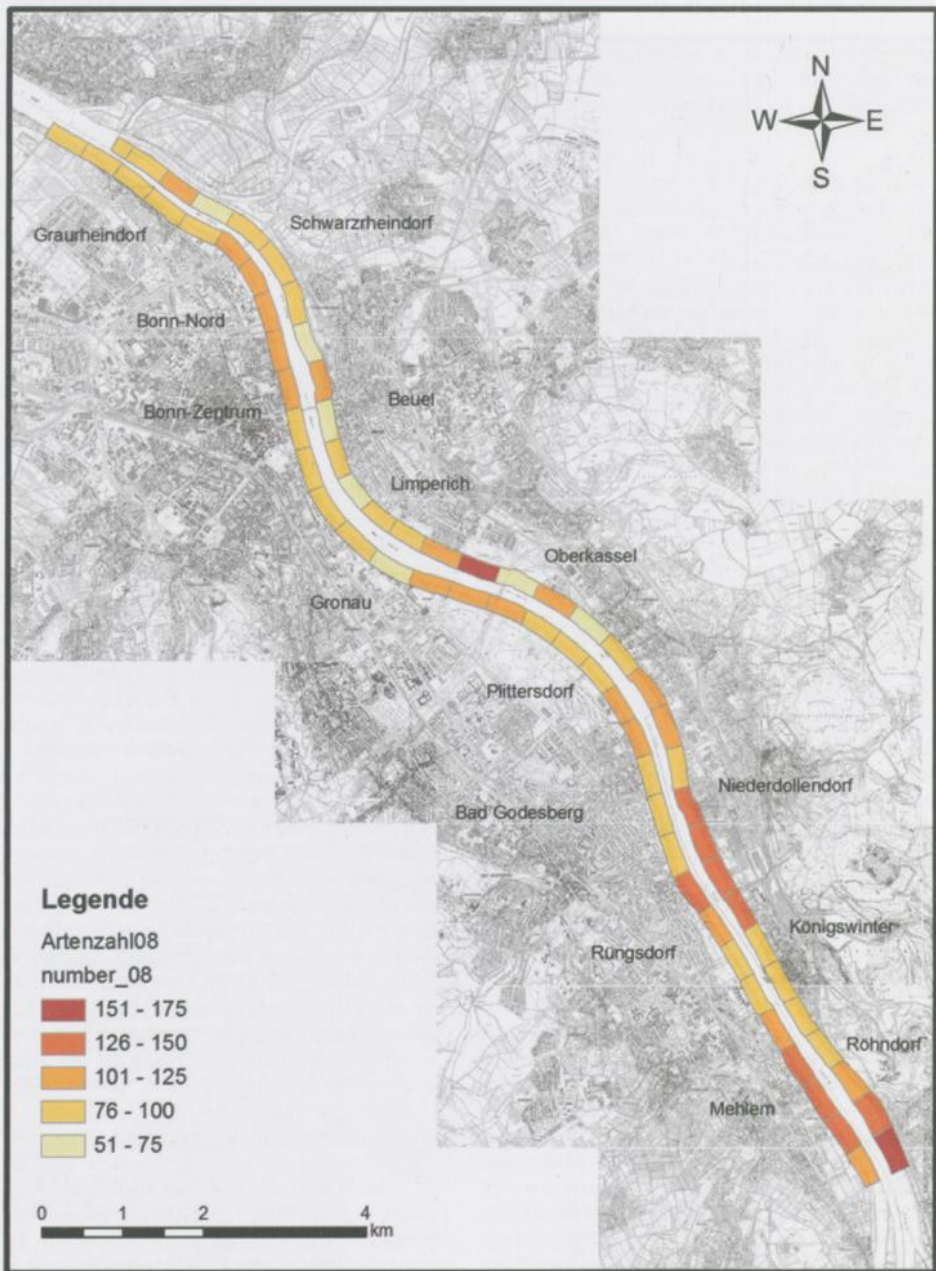 N
W E
S
Schwarzrheindorf
Graurheindorf
Bonn-Nord
Beuel
Bonn-Zentrum
Limperich
Oberkassel
Gronau
Plittersdorf
Niederdollendorf
Bad Godesberg
Königswinter
Rüngsdorf
Röhndorf
Mehlem
Legende
Artenzahl08
number_08
151 - 175
126 - 150
101 - 125
76 - 100
51 - 75
0 1 2 4
km